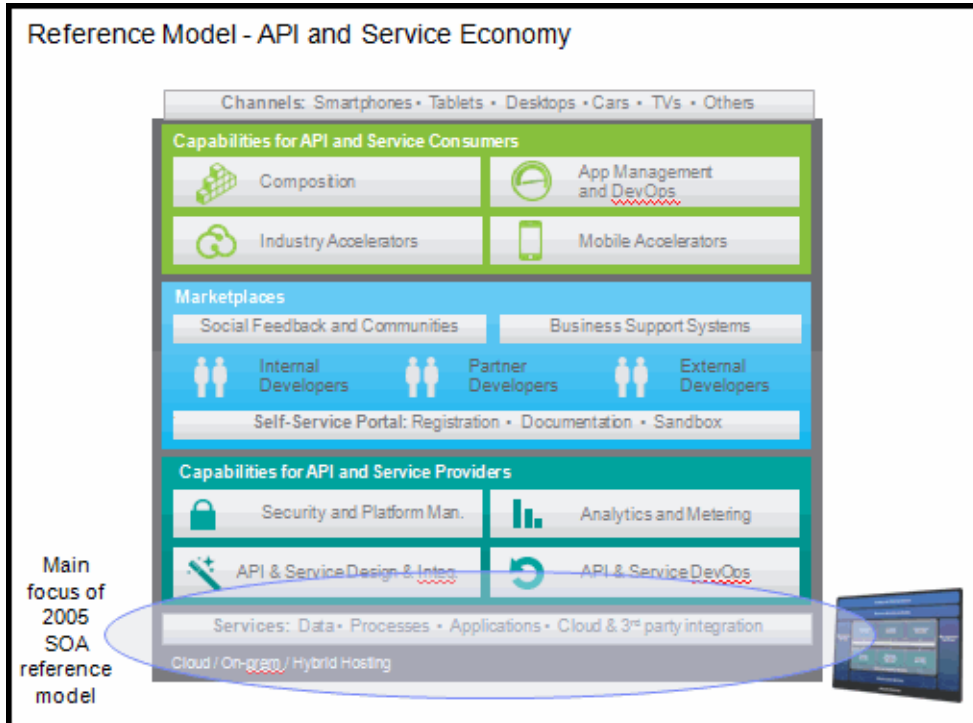 Reference Model - API and Service Economy
Channels: Smartphones • Tablets • Desktops • Cars • TVs • Others
Capabilities for API and Service Consumers
Composition
App Management
and DevOps
Industry Accelerators
Mobile Accelerators
Marketplaces
Social Feedback and Communities
Business Support Systems
Internal
Developers
Partner
Developers
External
Developers
Self-Service Portal: Registration • Documentation • Sandbox
Capabilities for API and Service Providers
Security and Platform Man.
Analytics and Metering
API & Service Design & Integ.
API & Service DevOps
Main
focus of
2005
SOA
reference
model
Services: Data • Processes • Applications • Cloud & 3rd party integration
Cloud / On-prem / Hybrid Hosting